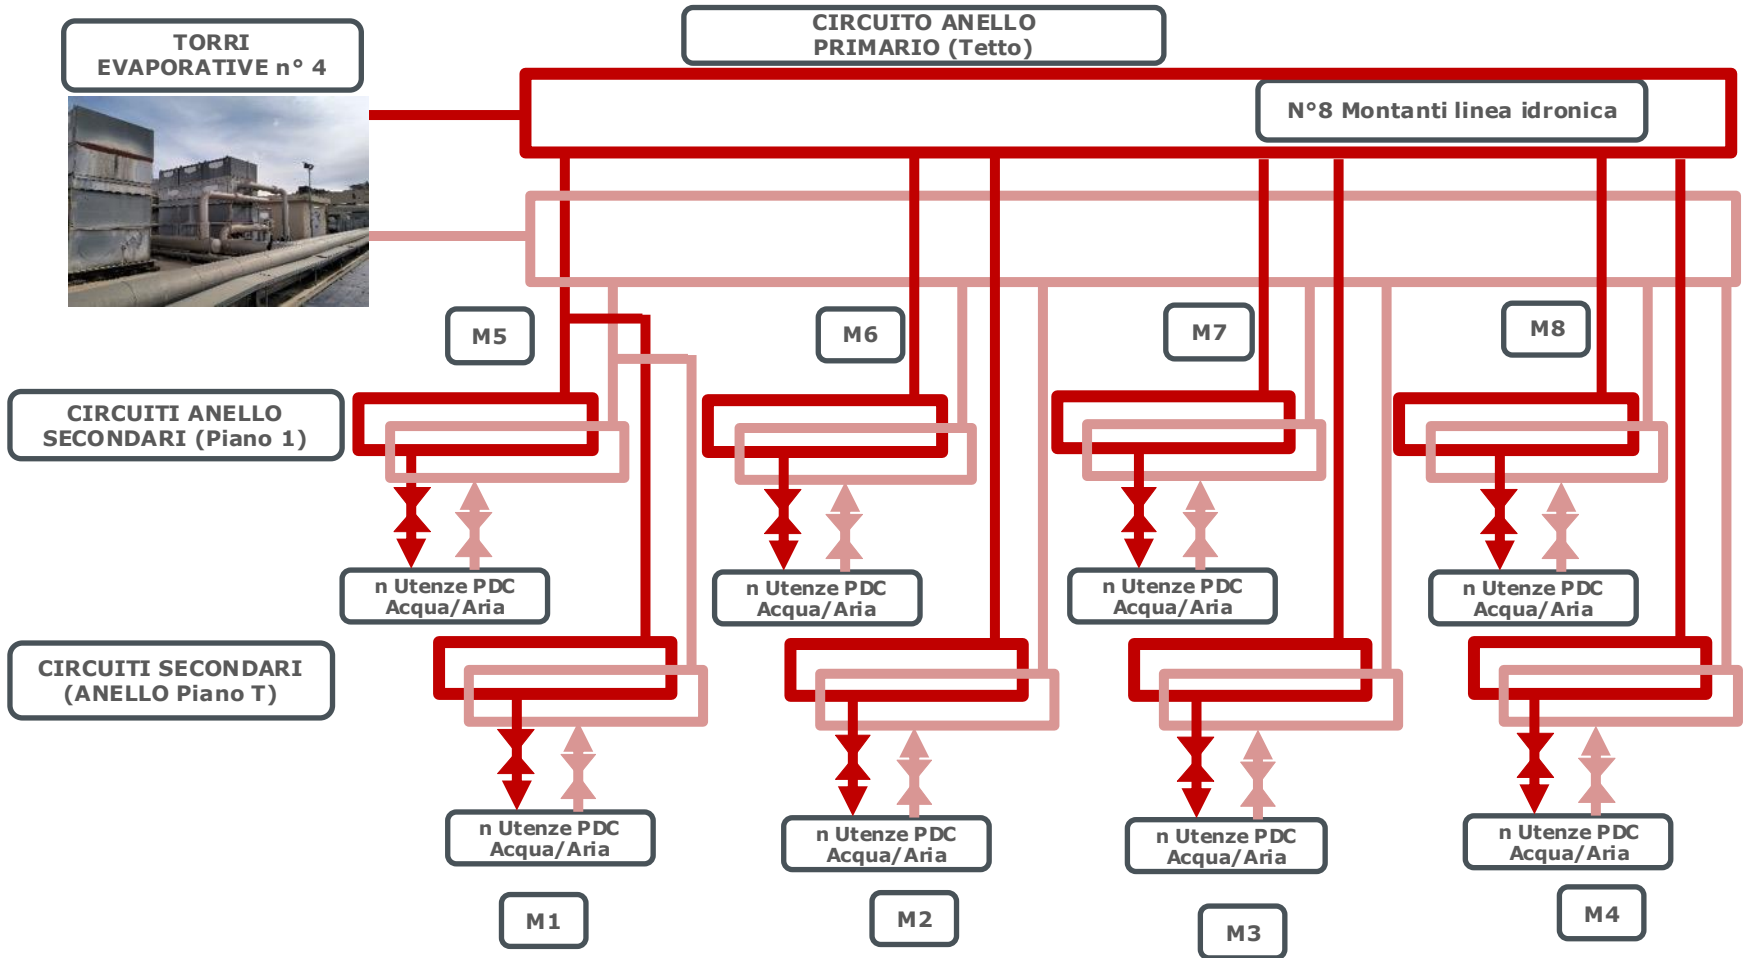 TORRI
EVAPORATIVE n° 4
CIRCUITO ANELLO
PRIMARIO (Tetto)
N°8 Montanti linea idronica
M5
M6
M7
M8
CIRCUITI ANELLO
SECONDARI (Piano 1)
n Utenze PDC
Acqua/Aria
n Utenze PDC
Acqua/Aria
n Utenze PDC
Acqua/Aria
n Utenze PDC
Acqua/Aria
CIRCUITI SECONDARI
(ANELLO Piano T)
n Utenze PDC
Acqua/Aria
n Utenze PDC
Acqua/Aria
n Utenze PDC
Acqua/Aria
n Utenze PDC
Acqua/Aria
M1
M2
M3
M4